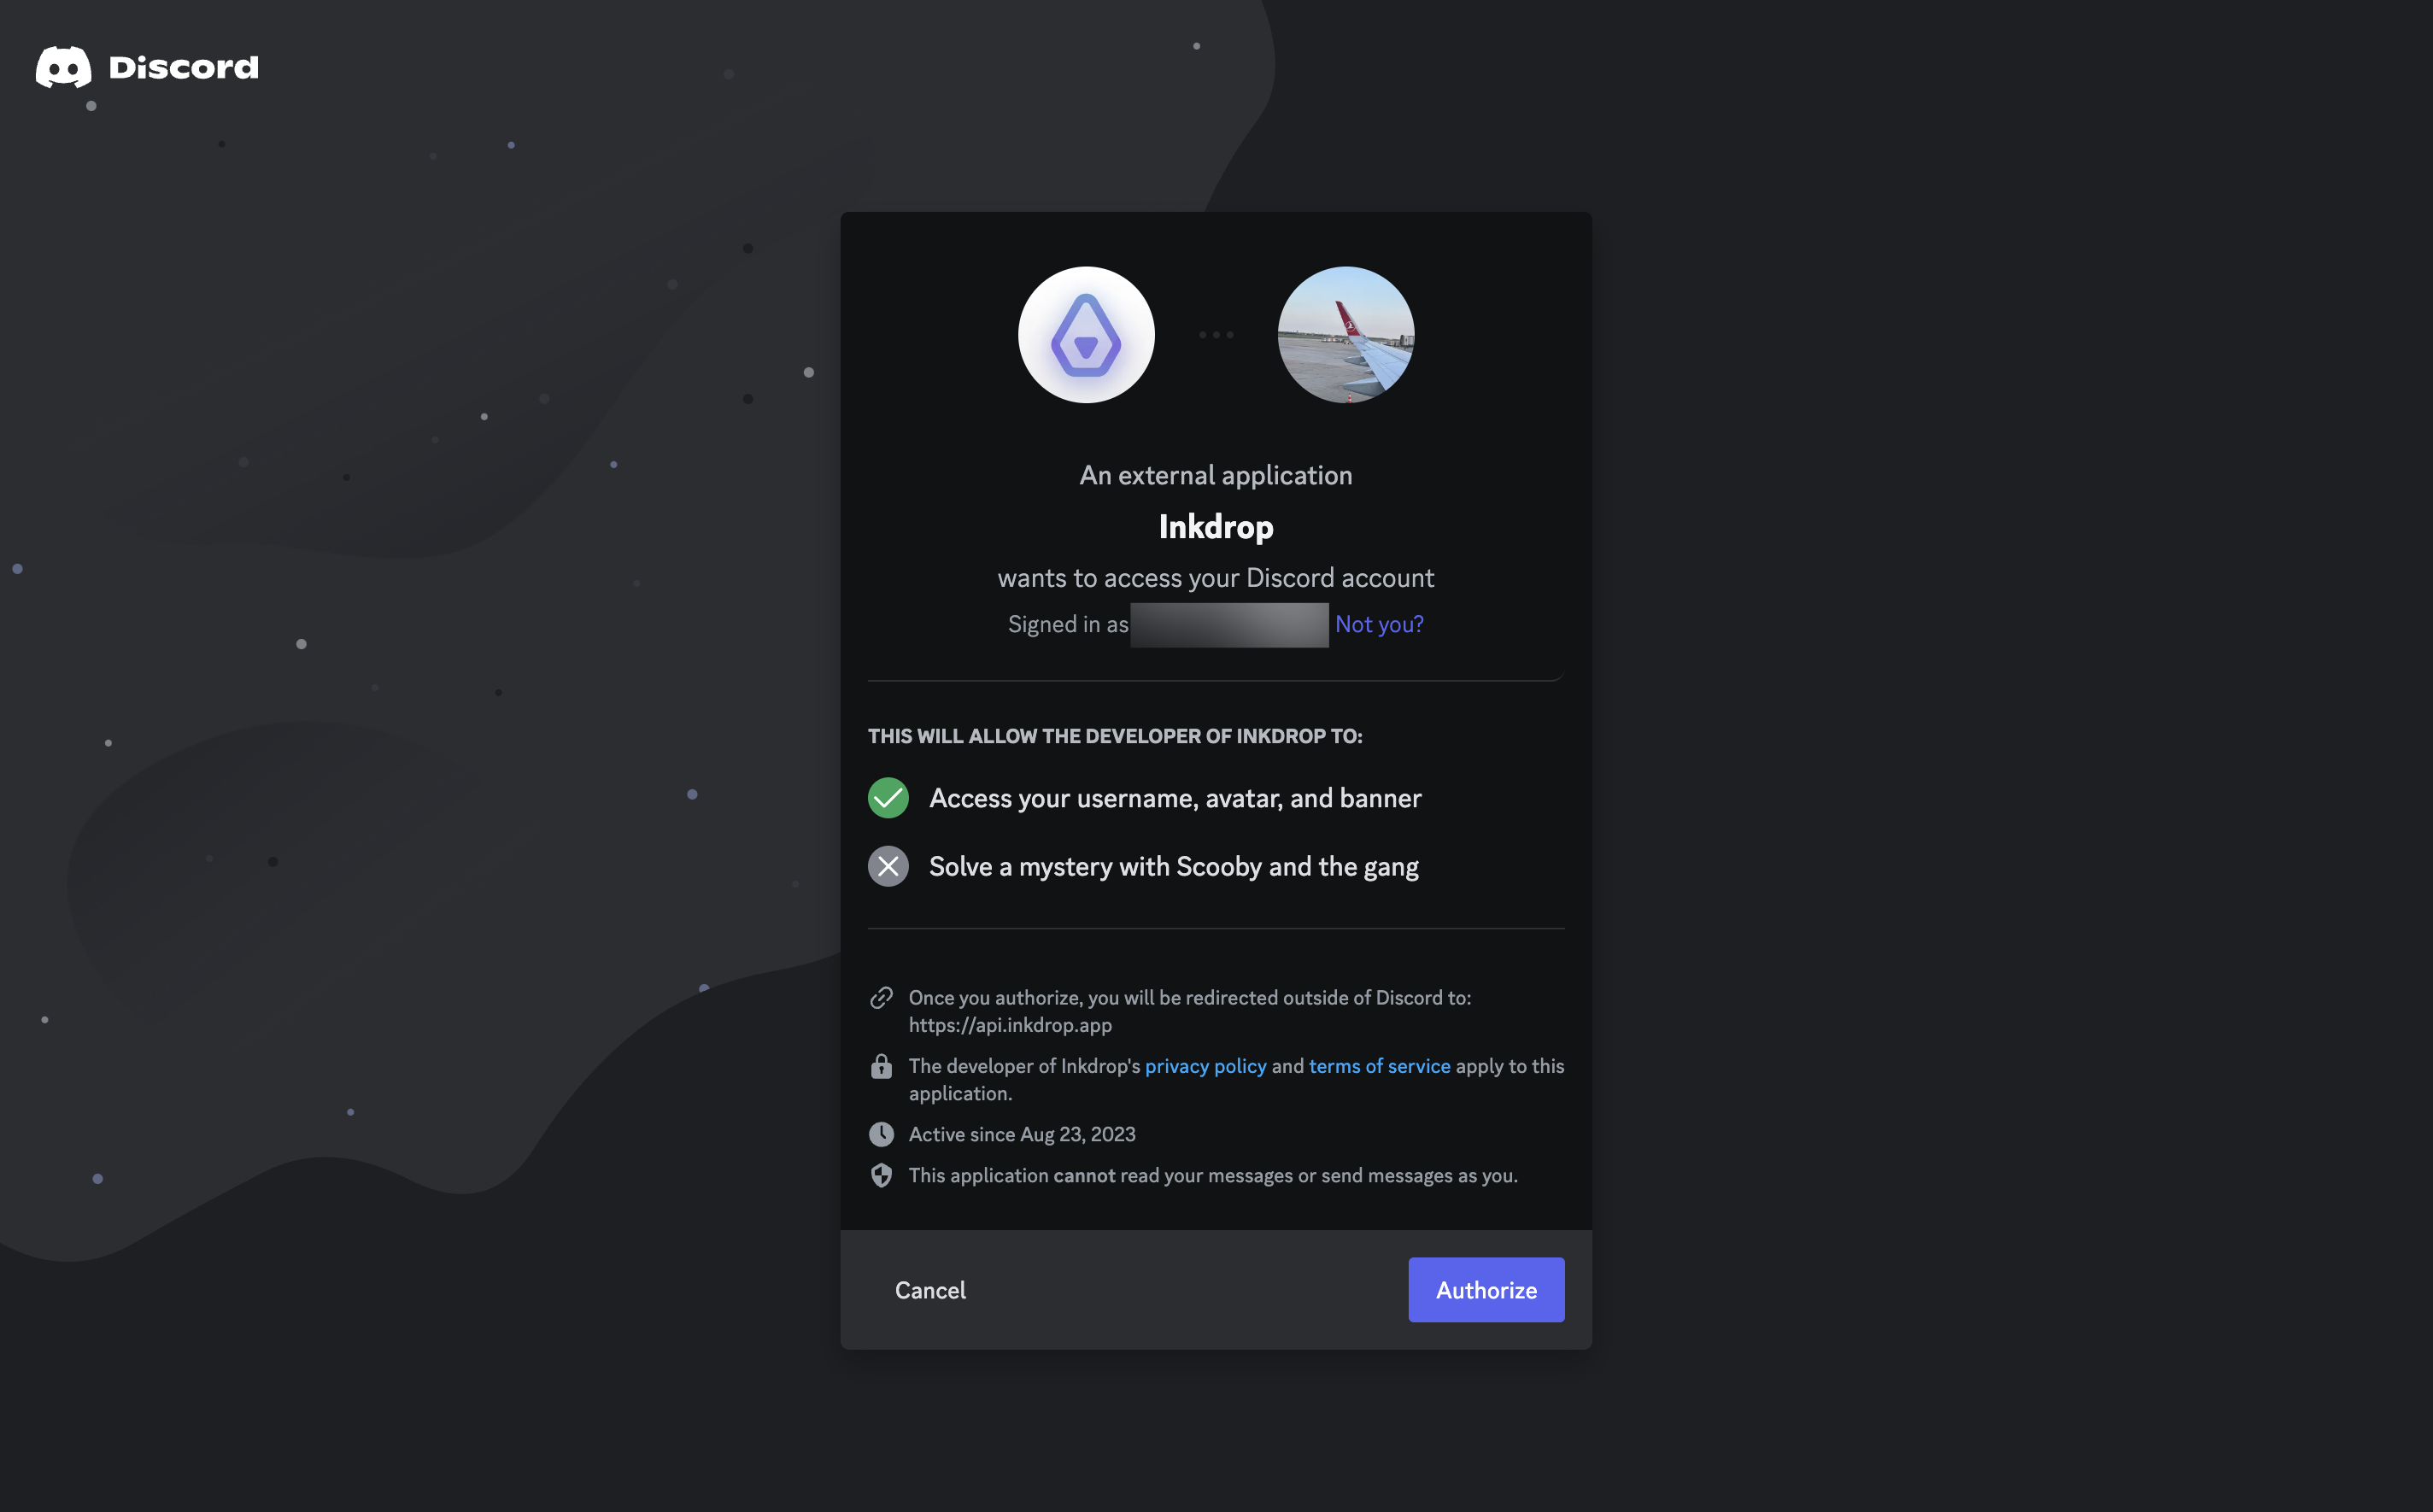 Discord
An external application
Inkdrop
wants to access your Discord account
Signed in as Not you?
THIS WILL ALLOW THE DEVELOPER OF INKDROP TO:
Access your username, avatar, and banner
Solve a mystery with Scooby and the gang
Once you authorize, you will be redirected outside of Discord to:
https://api.inkdrop.app
The developer of Inkdrop's privacy policy and terms of service apply to this
application.
Active since Aug 23, 2023
This application cannot read your messages or send messages as you.
Cancel
Authorize